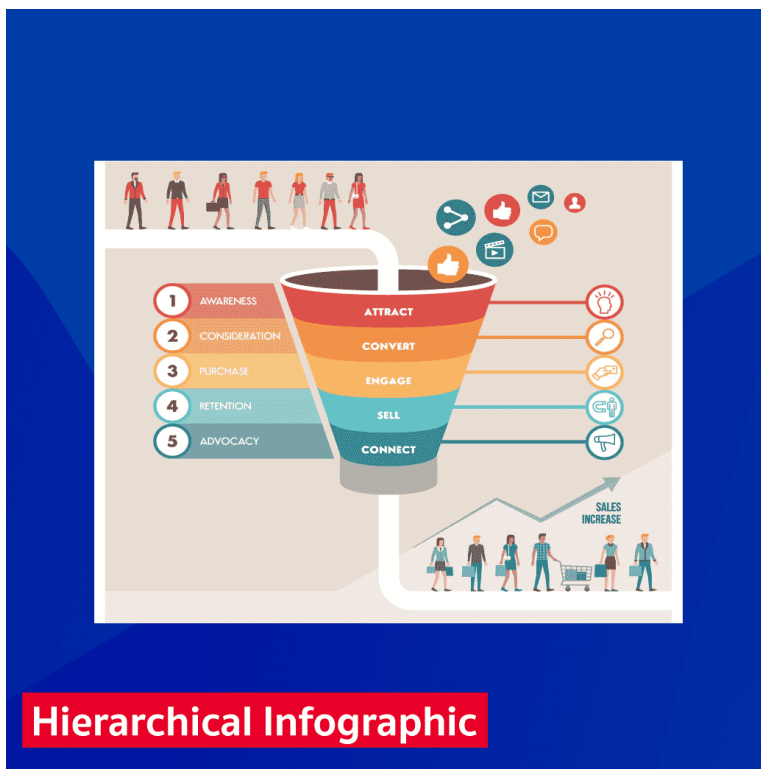 1 AWARENESS
ATTRACT
2 CONSIDERATION
CONVERT
3 PURCHASE
ENGAGE
4 RETENTION
SELL
5 ADVOCACY
CONNECT
SALES
INCREASE
Hierarchical Infographic